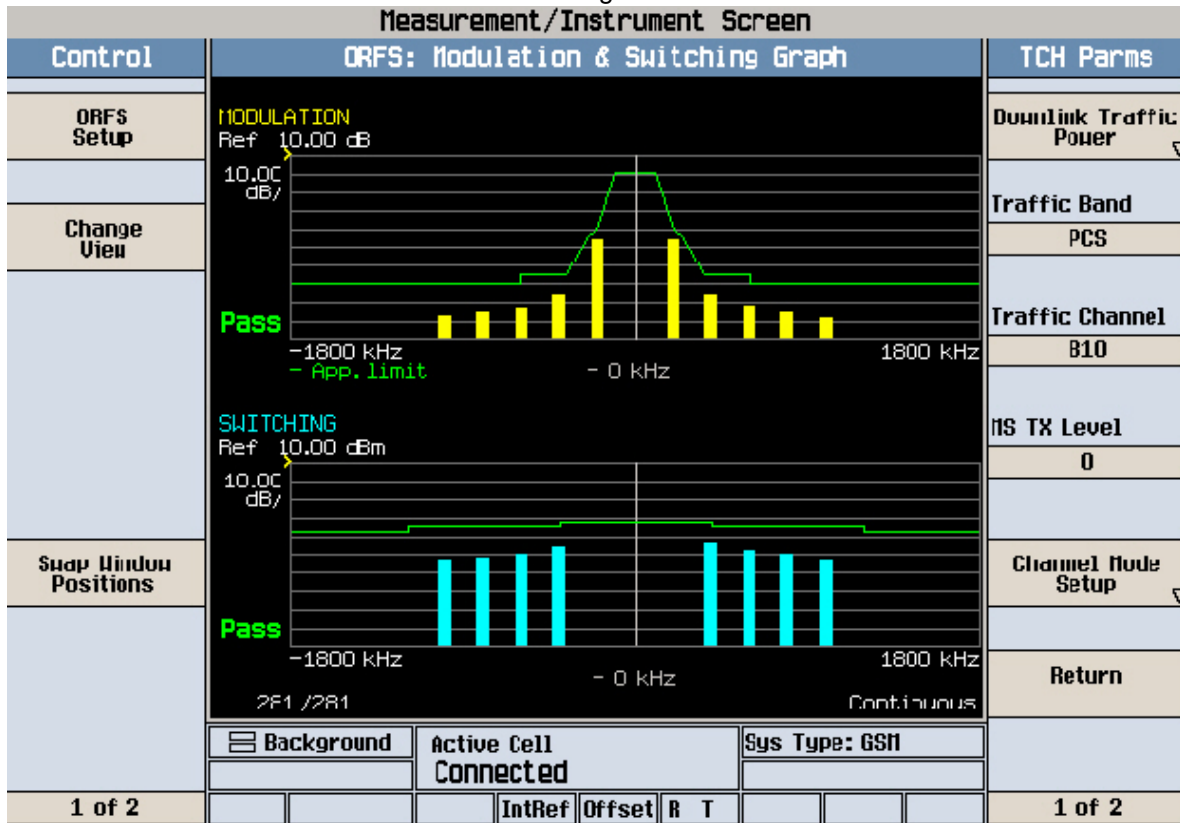 Measurement/Instrument Screen
Control
ORFS: Modulation & Switching Graph
TCH Parms
ORFS
Setup
Change
View
Swap Window
Positions
1 of 2
MODULATION
Ref 10.00 dB
10.00
dB/
Pass
-1800 kHz
1800 kHz
- App.limit
- 0 kHz
SWITCHING
Ref 10.00 dBm
10.00
dB/
Pass
-1800 kHz
1800 kHz
- 0 kHz
281 /281
Continuous
Background
Active Cell
Connected
Sys Type: GSM
IntRef
Offset
R T
Downlink Traffic
Power
Traffic Band
PCS
Traffic Channel
810
MS TX Level
0
Channel Mode
Setup
Return
1 of 2